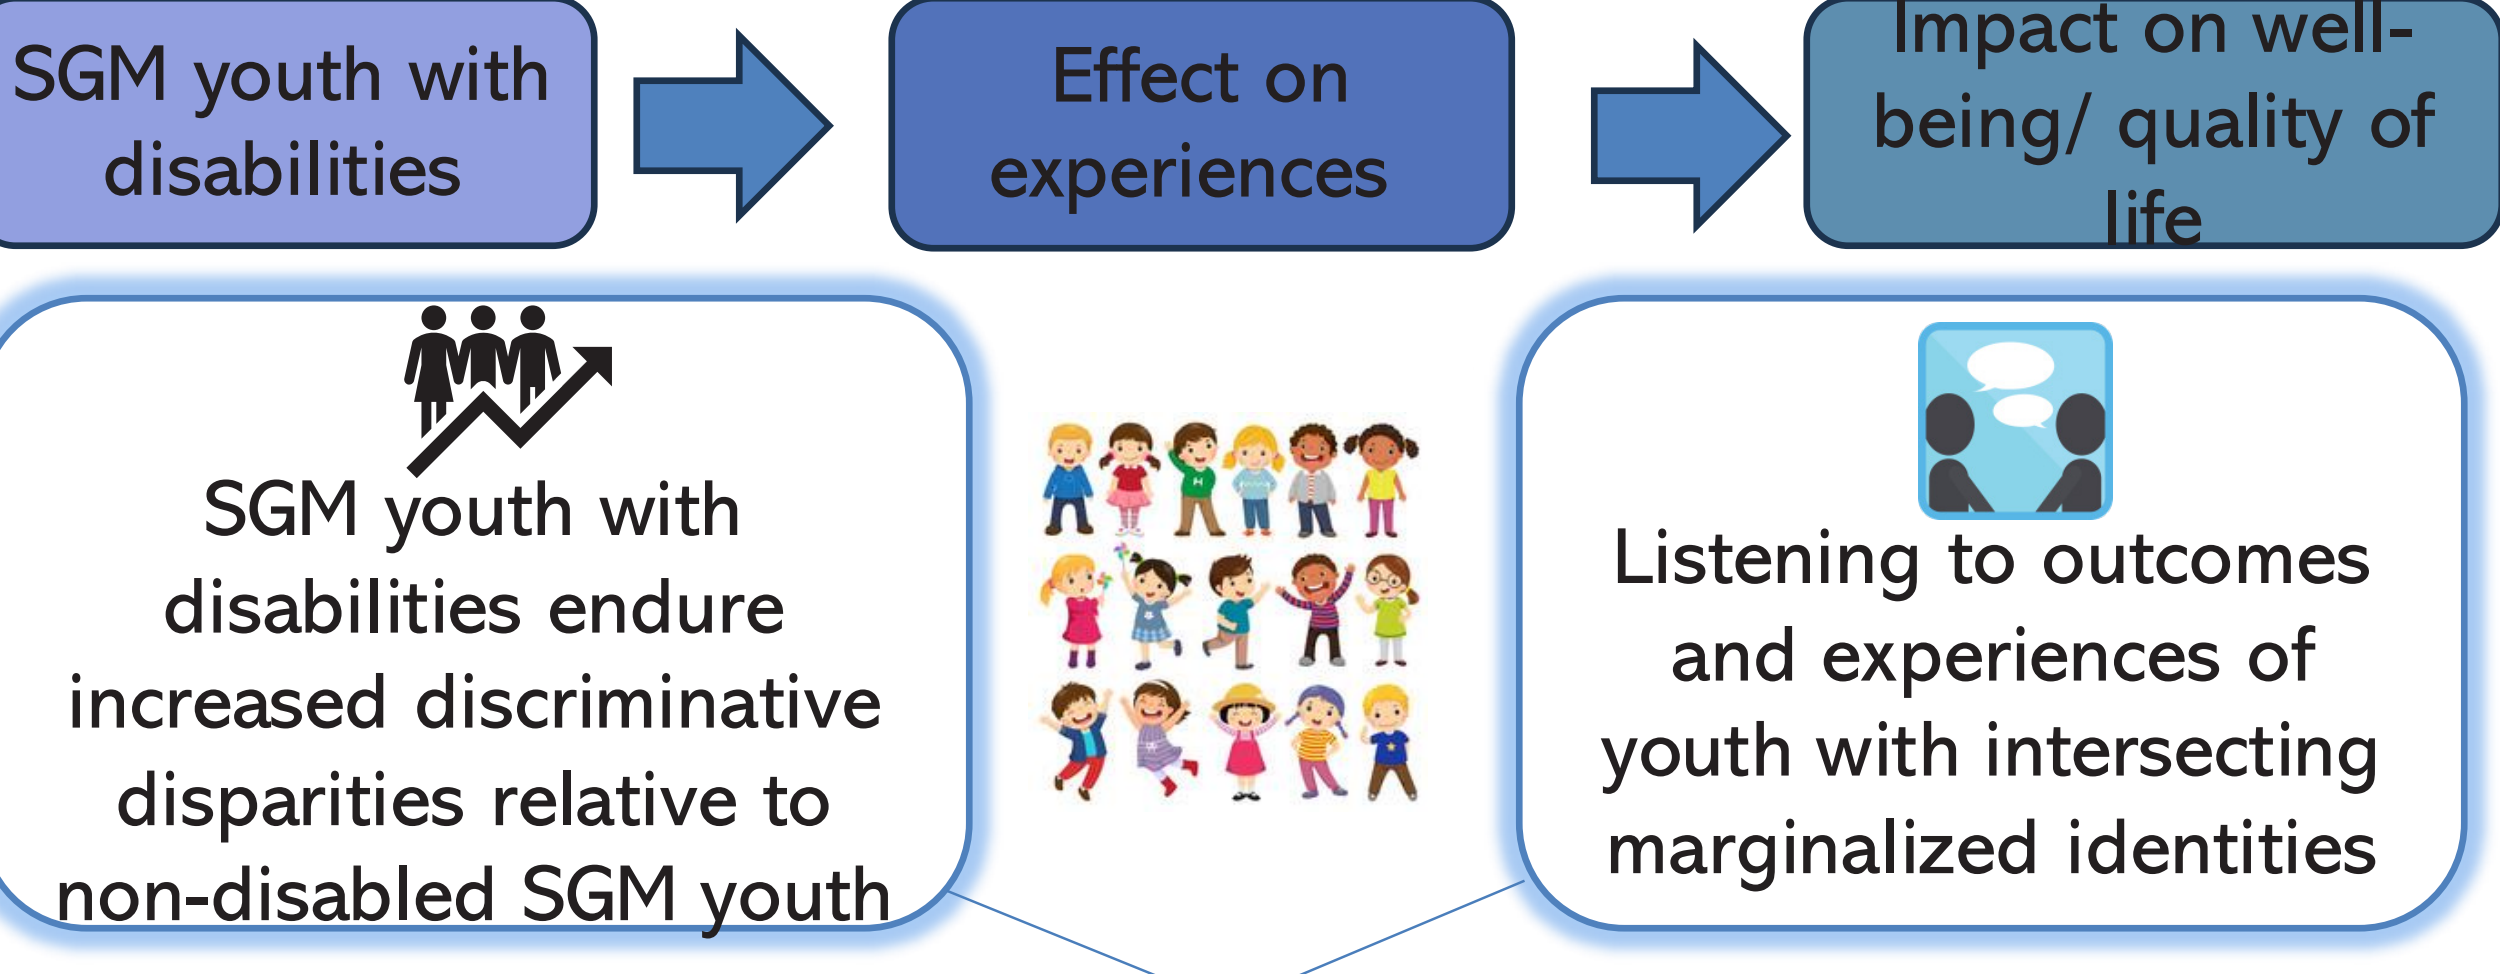 SGM youth with
disabilities
Effect on
experiences
Impact on well-
being/ quality of
life
SGM youth with
disabilities endure
increased discriminative
disparities relative to
non-disabled SGM youth
H
Listening to outcomes
and experiences of
youth with intersecting
marginalized identities